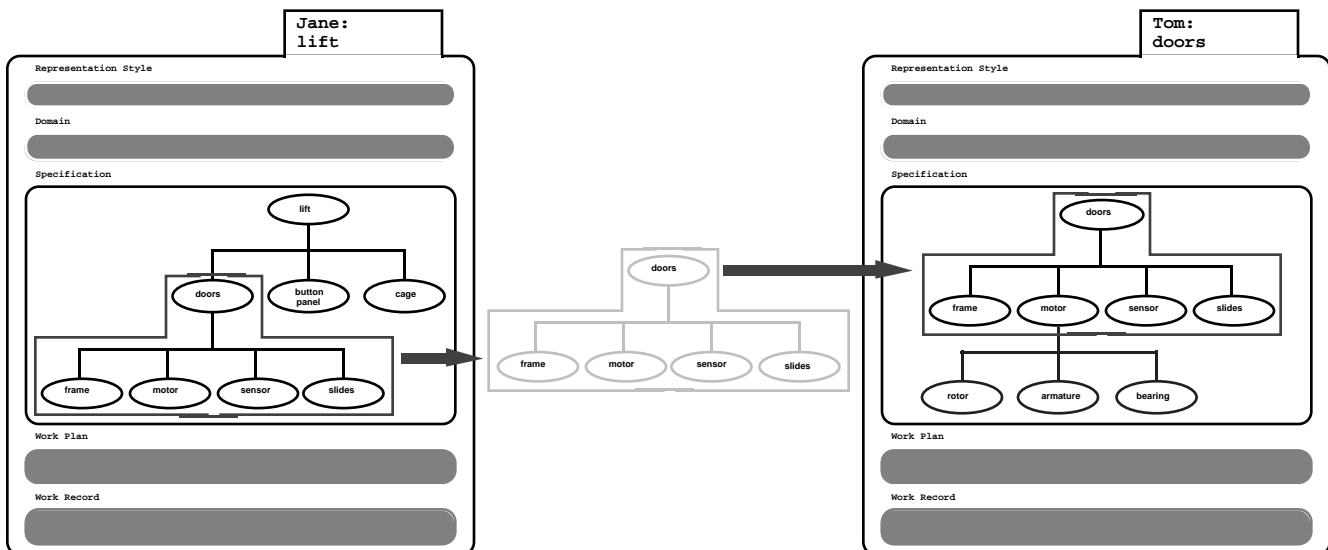 Jane:
lift
Representation Style
Domain
Specification
lift
doors
button
panel
cage
frame
motor
sensor
slides
Work Plan
Work Record
doors
frame
motor
sensor
slides
Tom:
doors
Representation Style
Domain
Specification
doors
frame
motor
sensor
slides
rotor
armature
bearing
Work Plan
Work Record